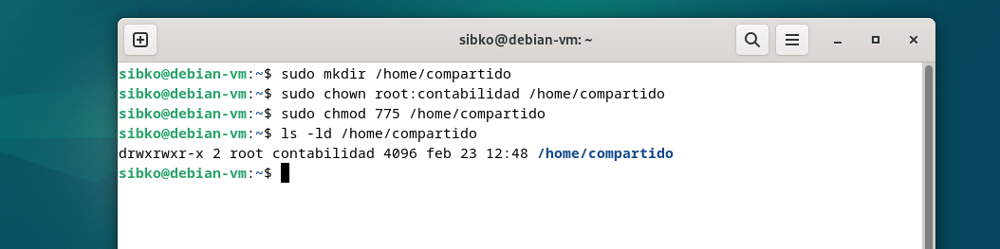 sibko@debian-vm: ~
sibko@debian-vm:~$ sudo mkdir /home/compartido
sibko@debian-vm:~$ sudo chown root:contabilidad /home/compartido
sibko@debian-vm:~$ sudo chmod 775 /home/compartido
sibko@debian-vm:~$ ls -ld /home/compartido
drwxrwxr-x 2 root contabilidad 4096 feb 23 12:48 /home/compartido
sibko@debian-vm:~$